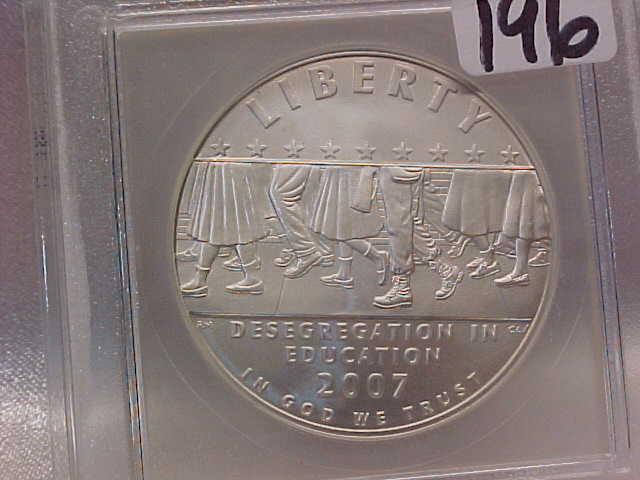 196
LIBERTY
DESEGREGATION IN
EDUCATION
2007
IN GOD WE TRUST